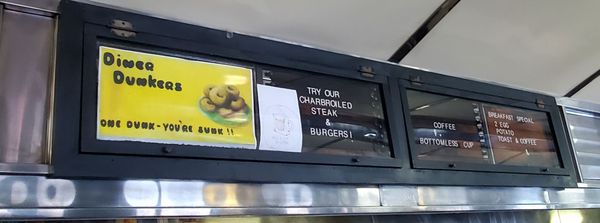 Diner
Dunkers
ONE DUNK - YOU'RE SUNK !!
TRY OUR
CHARBROILED
STEAK
&
BURGERS!
COFFEE
BOTTOMLESS CUP
BREAKFAST SPECIAL
2 EGG
POTATO
TOAST & COFFEE